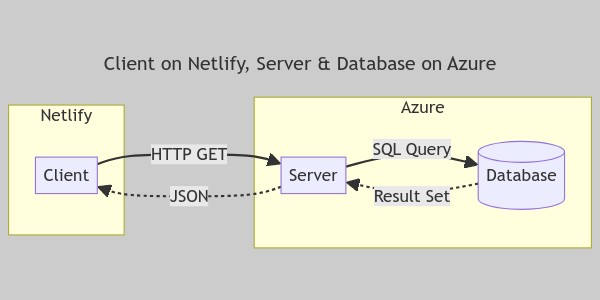 Client on Netlify, Server & Database on Azure
Netlify
Azure
Client
HTTP GET
JSON
Server
SQL Query
Result Set
Database